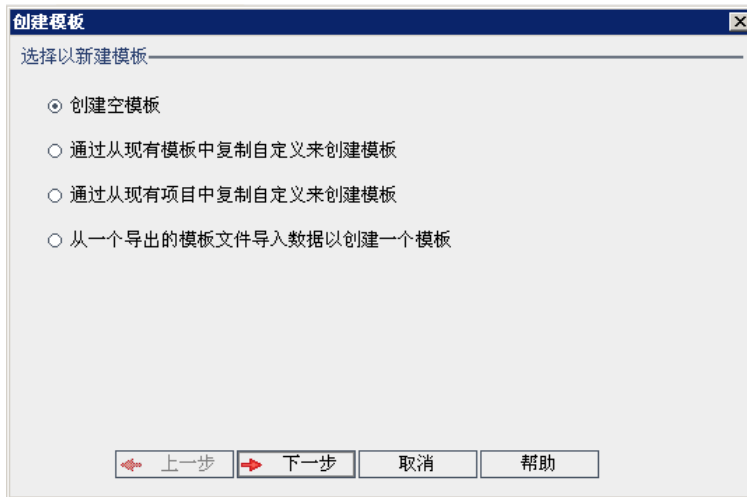 创建模板
选择以新建模板
创建空模板
通过从现有模板中复制自定义来创建模板
通过从现有项目中复制自定义来创建模板
从一个导出的模板文件导入数据以创建一个模板
上一步 下一步 取消 帮助